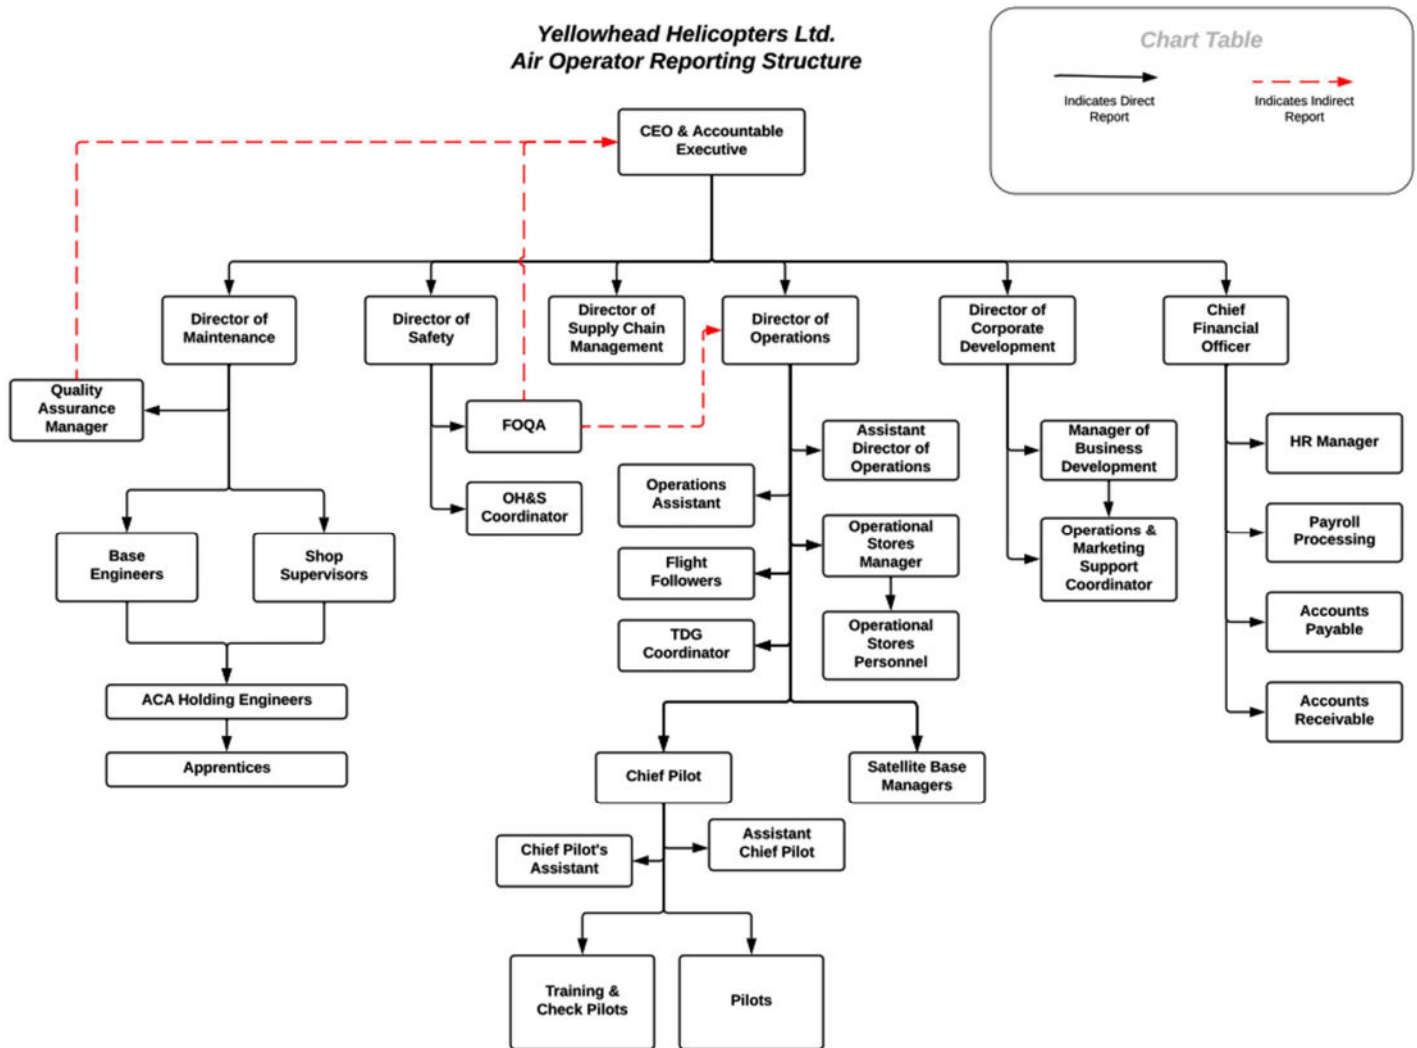 Yellowhead Helicopters Ltd.
Air Operator Reporting Structure
Chart Table
Indicates Direct
Report
Indicates Indirect
Report
CEO & Accountable
Executive
Director of
Maintenance
Director of
Safety
Director of
Supply Chain
Management
Director of
Operations
Director of
Corporate
Development
Chief
Financial
Officer
Quality
Assurance
Manager
FOQA
OH&S
Coordinator
Base
Engineers
Shop
Supervisors
ACA Holding Engineers
Apprentices
Assistant
Director of
Operations
Operations
Assistant
Operational
Stores
Manager
Flight
Followers
Operational
Stores
Personnel
TDG
Coordinator
Manager of
Business
Development
Operations &
Marketing
Support
Coordinator
HR Manager
Payroll
Processing
Accounts
Payable
Accounts
Receivable
Chief Pilot
Satellite Base
Managers
Chief Pilot's
Assistant
Assistant
Chief Pilot
Training &
Check Pilots
Pilots